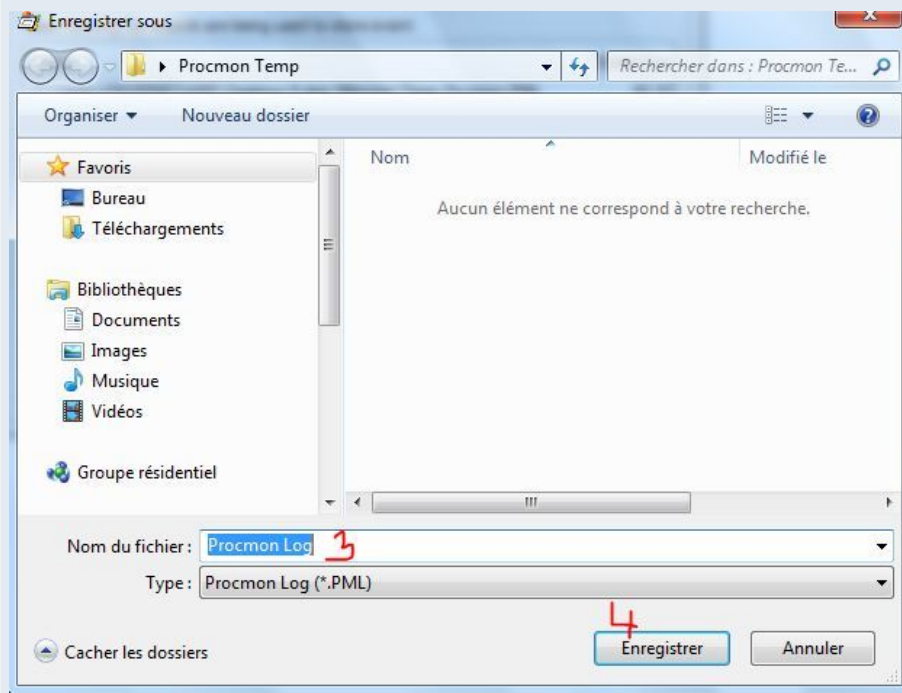 Enregistrer sous
Procmon Temp
Rechercher dans : Procmon Te...
Organiser
Nouveau dossier
Favoris
Bureau
Téléchargements
Bibliothèques
Documents
Images
Musique
Vidéos
Groupe résidentiel
Nom
Modifié le
Aucun élément ne correspond à votre recherche.
Nom du fichier : Procmon Log 3
Type : Procmon Log (*.PML)
4
Cacher les dossiers
Enregistrer
Annuler